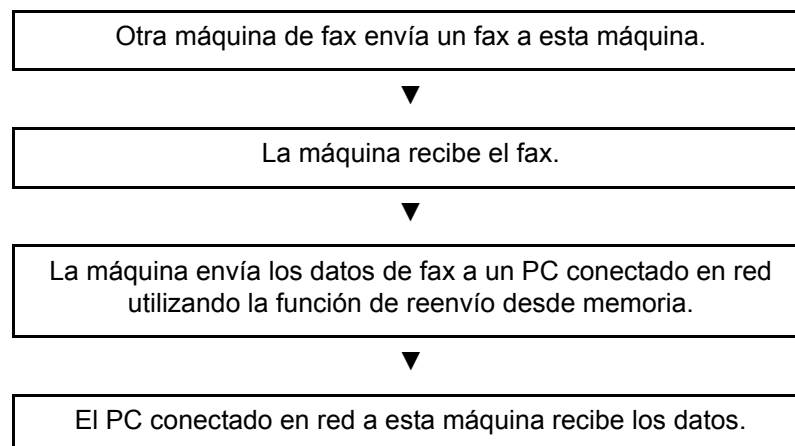 Otra máquina de fax envía un fax a esta máquina.
▼
La máquina recibe el fax.
▼
La máquina envía los datos de fax a un PC conectado en red
utilizando la función de reenvío desde memoria.
▼
El PC conectado en red a esta máquina recibe los datos.